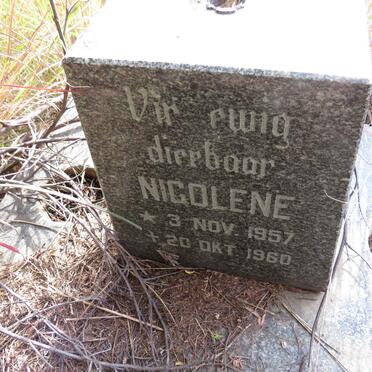 Vir ewig
dierbaar
NICOLENE
* 3 NOV. 1957
+ 20 OKT. 1960